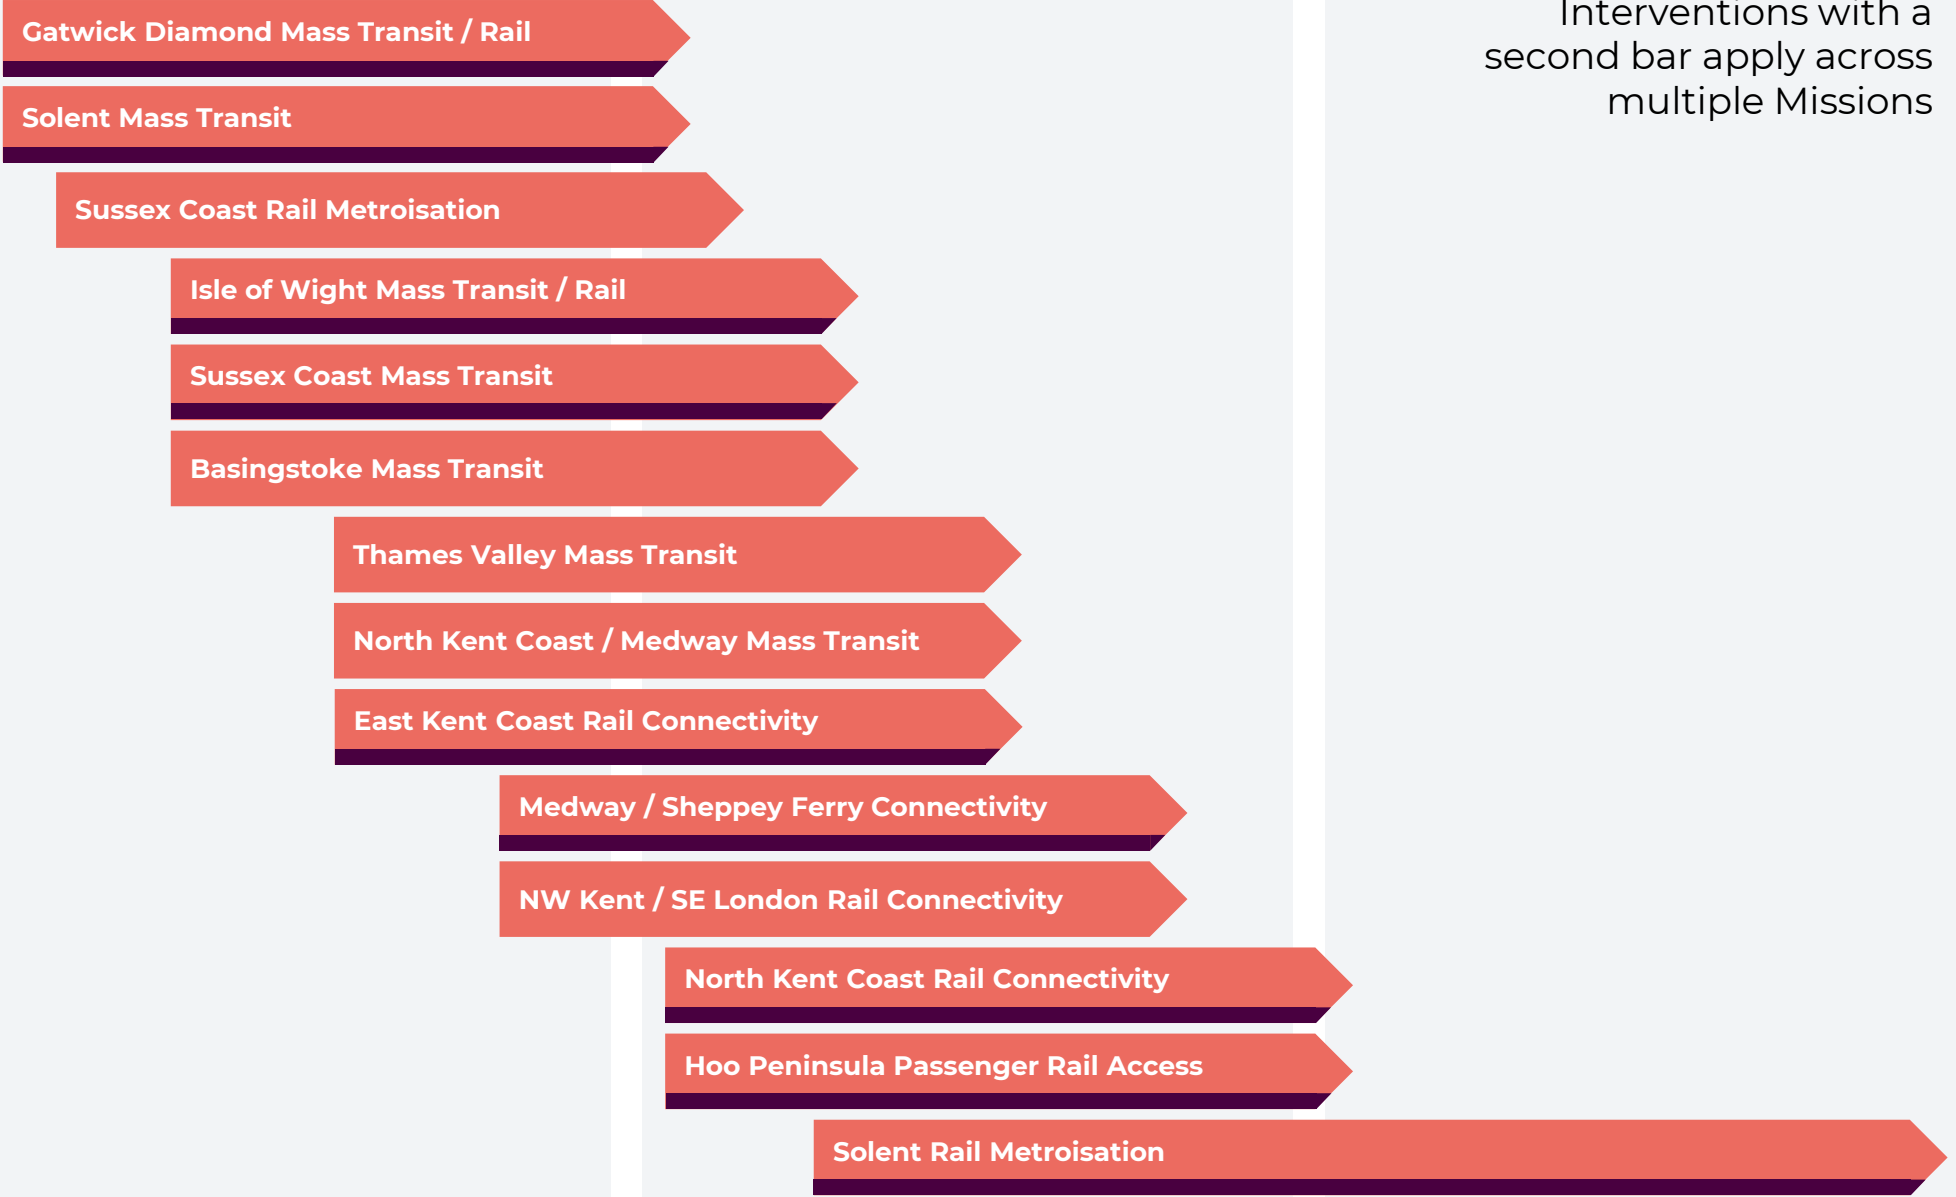 Gatwick Diamond Mass Transit / Rail
Interventions with a
second bar apply across
multiple Missions
Solent Mass Transit
Sussex Coast Rail Metroisation
Isle of Wight Mass Transit / Rail
Sussex Coast Mass Transit
Basingstoke Mass Transit
Thames Valley Mass Transit
North Kent Coast / Medway Mass Transit
East Kent Coast Rail Connectivity
Medway / Sheppey Ferry Connectivity
NW Kent / SE London Rail Connectivity
North Kent Coast Rail Connectivity
Hoo Peninsula Passenger Rail Access
Solent Rail Metroisation